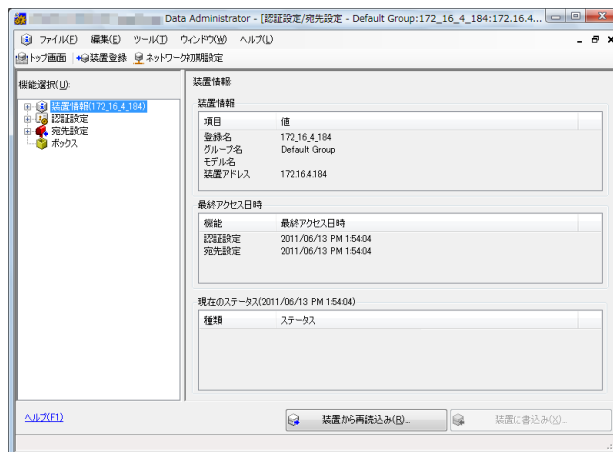 Data Administrator - [認証設定/宛先設定 - Default Group:172_16_4_184:172.16.4...
ファイル(F) 編集(E) ツール(T) ウィンドウ(W) ヘルプ(L)
トップ画面 装置登録 ネットワーク初期設定
機能選択(U):
装置情報(172_16_4_184)
認証設定
宛先設定
ボックス
装置情報
装置情報
項目 値
登録名 172_16_4_184
グループ名 Default Group
モデル名
装置アドレス 172.16.4.184
最終アクセス日時
機能 最終アクセス日時
認証設定 2011/06/13 PM 1:54:04
宛先設定 2011/06/13 PM 1:54:04
現在のステータス(2011/06/13 PM 1:54:04)
種類 ステータス
ヘルプ(F1)
装置から再読込み(R)... 装置に書込み(X)...